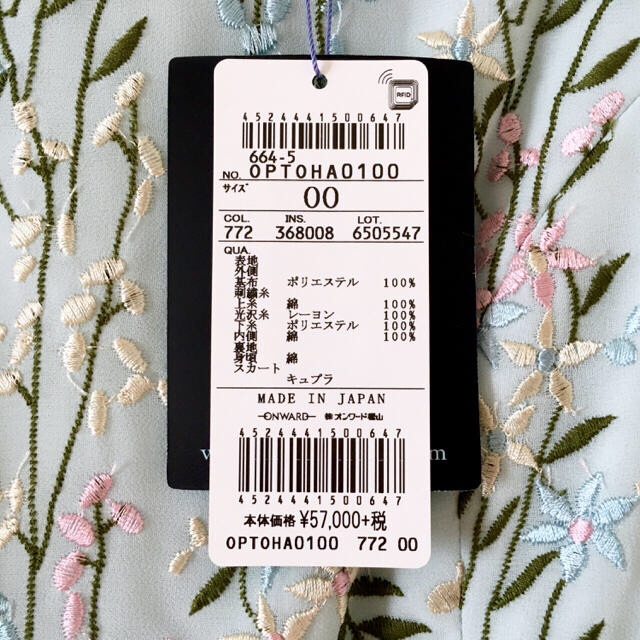 RFID
4524441500647
664-5
NO. OPTOHA0100
サイズ 00
COL. INS. LOT.
772 368008 6505547
QUA.
表地
外側
基布 ポリエステル 100%
刺繍糸
上糸 綿 100%
光沢糸 レーヨン 100%
下糸 ポリエステル 100%
内側 綿 100%
裏地
身頃 綿
スカート
キュプラ
MADE IN JAPAN
ONWARD ㈱オンワード樫山
4524441500647
4524441500647
本体価格 ¥57,000+税
OPTOHA0100 772 00